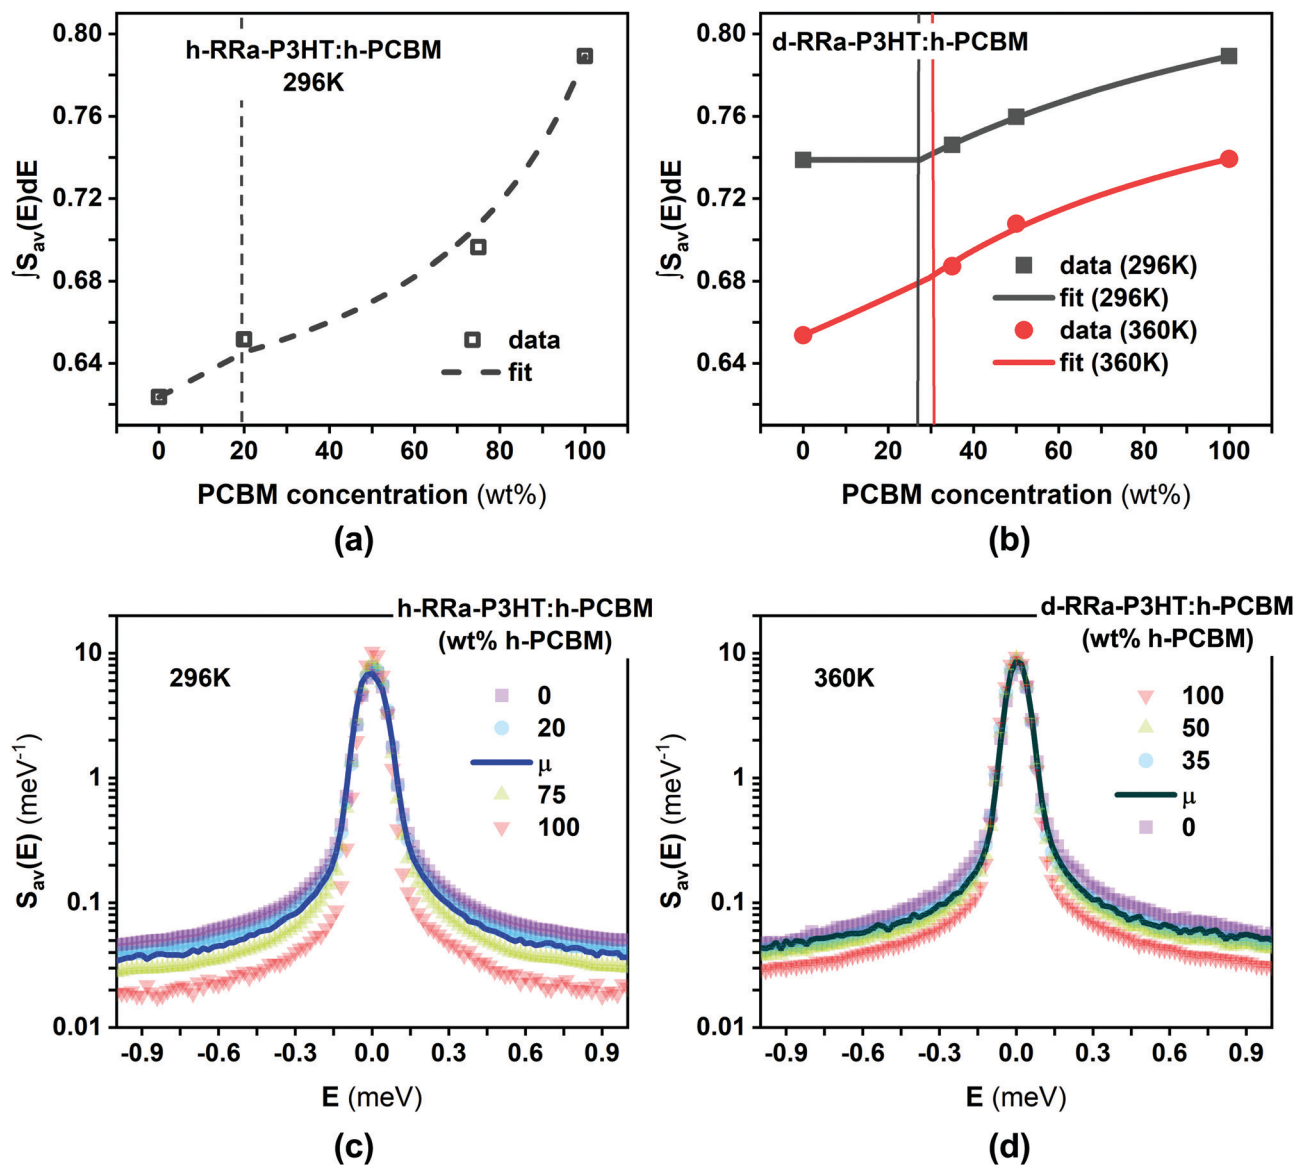 h-RRa-P3HT:h-PCBM
296K
∫Sav(E)dE
0.80
0.76
0.72
0.68
0.64
data
fit
0 20 40 60 80 100
PCBM concentration (wt%)
(a)
d-RRa-P3HT:h-PCBM
∫Sav(E)dE
0.80
0.76
0.72
0.68
0.64
data (296K)
fit (296K)
data (360K)
fit (360K)
0 20 40 60 80 100
PCBM concentration (wt%)
(b)
h-RRa-P3HT:h-PCBM
(wt% h-PCBM)
296K
Sav(E) (meV-1)
10
1
0.1
0.01
0
20
μ
75
100
-0.9 -0.6 -0.3 0.0 0.3 0.6 0.9
E (meV)
(c)
d-RRa-P3HT:h-PCBM
(wt% h-PCBM)
360K
Sav(E) (meV-1)
10
1
0.1
0.01
100
50
35
μ
0
-0.9 -0.6 -0.3 0.0 0.3 0.6 0.9
E (meV)
(d)